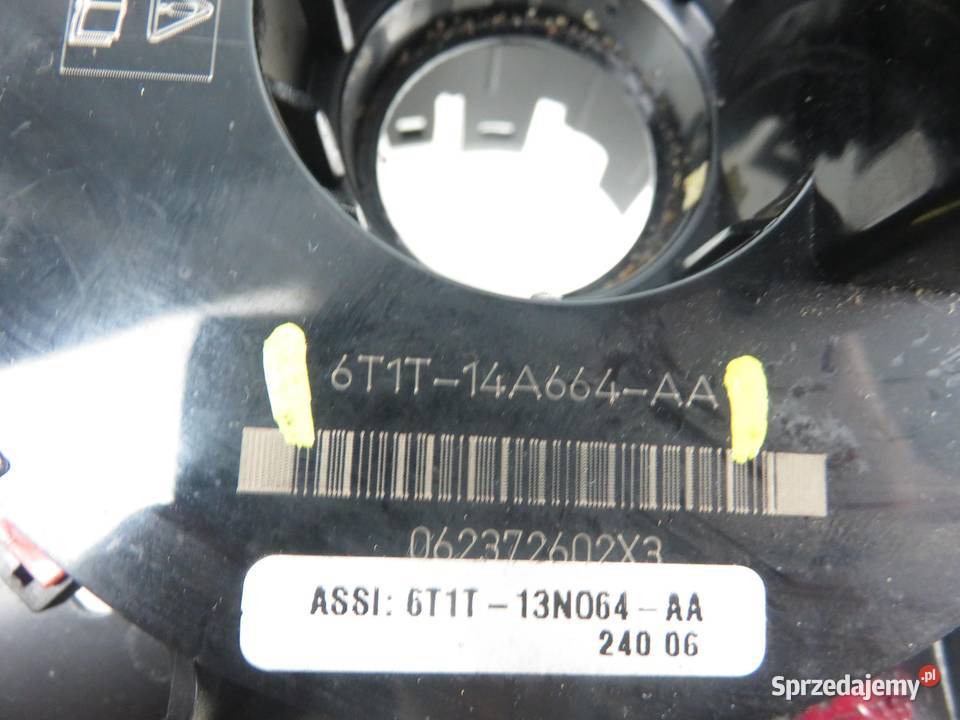 6T1T-14A664-AA
062372602X3
ASSI: 6T1T-13N064-AA
240 06
Sprzedajemy.pl